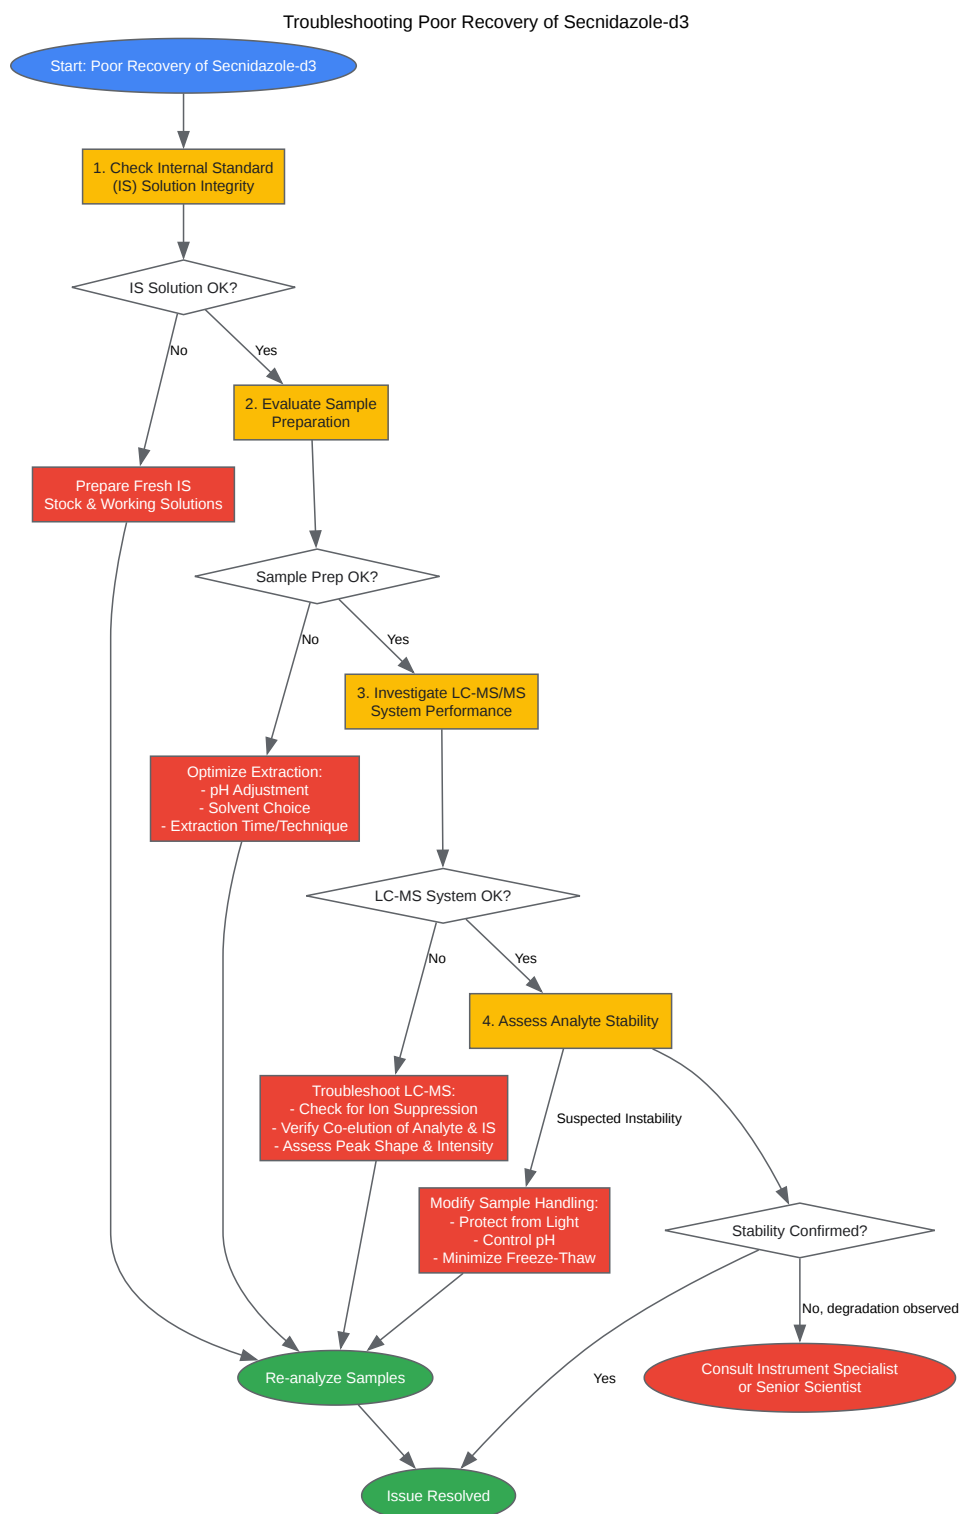 Troubleshooting Poor Recovery of Secnidazole-d3
Start: Poor Recovery of Secnidazole-d3
1. Check Internal Standard
(IS) Solution Integrity
IS Solution OK?
No
Yes
2. Evaluate Sample
Preparation
Prepare Fresh IS
Stock & Working Solutions
Sample Prep OK?
No
Yes
3. Investigate LC-MS/MS
System Performance
Optimize Extraction:
- pH Adjustment
- Solvent Choice
- Extraction Time/Technique
LC-MS System OK?
No
Yes
4. Assess Analyte Stability
Troubleshoot LC-MS:
- Check for Ion Suppression
- Verify Co-elution of Analyte & IS
- Assess Peak Shape & Intensity
Suspected Instability
Modify Sample Handling:
- Protect from Light
- Control pH
- Minimize Freeze-Thaw
Stability Confirmed?
No, degradation observed
Yes
Re-analyze Samples
Consult Instrument Specialist
or Senior Scientist
Issue Resolved